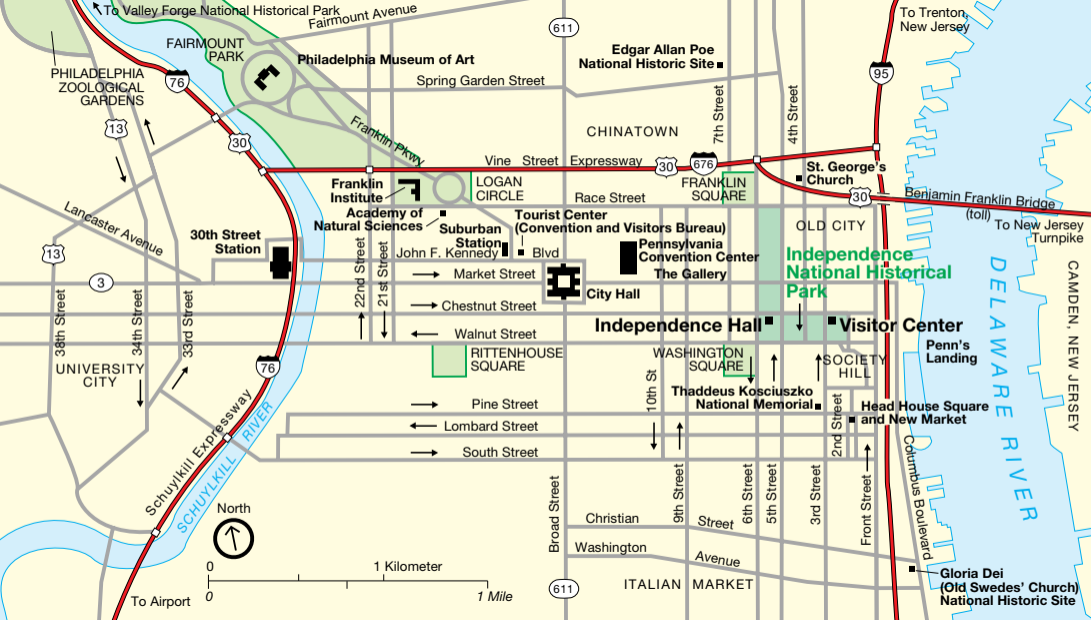 To Valley Forge National Historical Park
Fairmount Avenue
611
To Trenton,
New Jersey
FAIRMOUNT
PARK
Philadelphia Museum of Art
Edgar Allan Poe
National Historic Site
PHILADELPHIA
ZOOLOGICAL
GARDENS
76
Spring Garden Street
95
13
30
Franklin Pkwy
CHINATOWN
7th Street
4th Street
Vine Street Expressway
30
676
St. George's
Church
Franklin
Institute
LOGAN
CIRCLE
FRANKLIN
SQUARE
Race Street
30
Benjamin Franklin Bridge
(toll)
To New Jersey
Turnpike
Lancaster Avenue
Academy of
Natural Sciences
Tourist Center
(Convention and Visitors Bureau)
OLD CITY
30th Street
Station
Suburban
Station
John F. Kennedy
Blvd
Pennsylvania
Convention Center
The Gallery
Independence
National Historical
Park
13
3
22nd Street
21st Street
Market Street
City Hall
Chestnut Street
Walnut Street
Independence Hall
Visitor Center
38th Street
34th Street
33rd Street
Penn's
Landing
DELAWARE RIVER
CAMDEN, NEW JERSEY
UNIVERSITY
CITY
76
RITTENHOUSE
SQUARE
WASHINGTON
SQUARE
SOCIETY
HILL
Thaddeus Kosciuszko
National Memorial
10th St
Pine Street
Lombard Street
South Street
2nd Street
Head House Square
and New Market
Schuylkill Expressway
SCHUYLKILL RIVER
Columbus Boulevard
North
Broad Street
9th Street
6th Street
5th Street
3rd Street
Front Street
Christian Street
Washington Avenue
0
1 Kilometer
0
1 Mile
To Airport
611
ITALIAN MARKET
Gloria Dei
(Old Swedes' Church)
National Historic Site